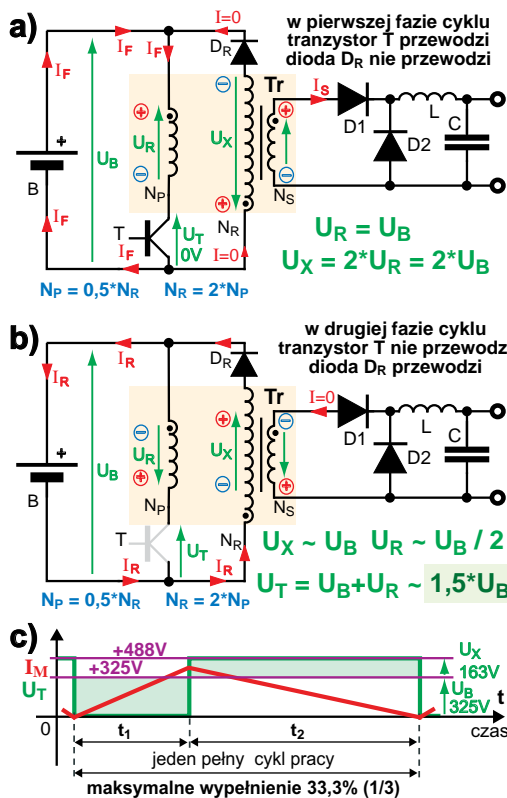 a)
I=0
w pierwszej fazie cyklu
tranzystor T przewodzi
dioda DR nie przewodzi
IF
IF
IF
DR
Tr
IS
UB
UR
UX
D1
L
C
D2
B
IF
NP
NR
NS
T
UT
0V
IF
I=0
IF
UR = UB
UX = 2*UR = 2*UB
NP = 0,5*NR
NR = 2*NP
b)
w drugiej fazie cyklu
tranzystor T nie przewodz
dioda DR przewodzi
IR
IR
DR
Tr
I=0
UB
UR
UX
D1
L
C
D2
B
NP
NR
NS
T
UT
UX ~ UB UR ~ UB / 2
IR
IR
IR
UT = UB+UR ~ 1,5*UB
NP = 0,5*NR
NR = 2*NP
c)
+488V
UX
IM
+325V
163V
UT
UB
325V
t
0
t1
t2
czas
jeden pełny cykl pracy
maksymalne wypełnienie 33,3% (1/3)